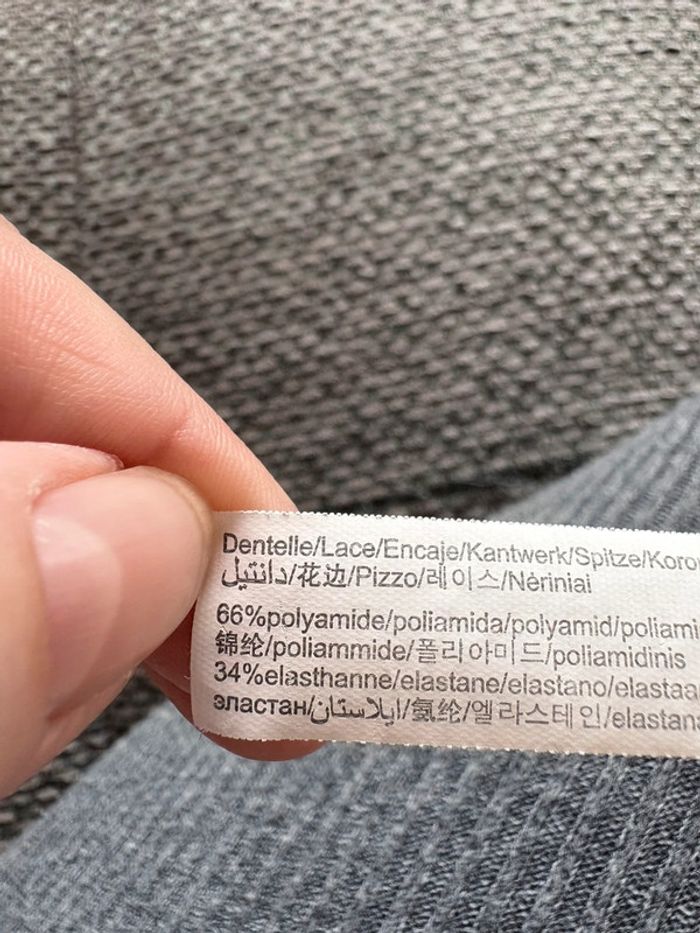 Dentelle/Lace/Encaje/Kantwerk/Spitze/Koro
دانتيل/花边/Pizzo/레이스/Nėriniai
66%polyamide/poliamida/polyamid/poliami
锦纶/poliammide/폴리아미드/poliamidinis
34%elasthanne/elastane/elastano/elastaa
эластан/ايلاستان/氨纶/엘라스테인/elastan